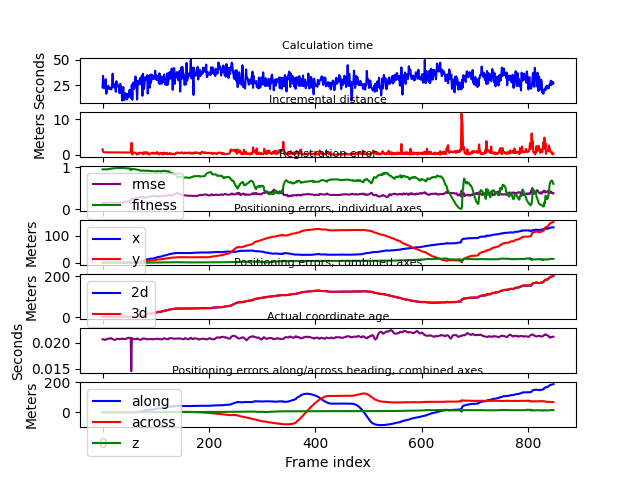 Calculation time
50
25
Seconds
Incremental distance
10
0
Meters
Registration error
1
0
rmse
fitness
Positioning errors, individual axes
100
0
Meters
x
y
Positioning errors, combined axes
200
0
Meters
2d
3d
Actual coordinate age
0.020
0.015
Seconds
Positioning errors along/across heading, combined axes
200
0
Meters
along
across
z
0 200 400 600 800
Frame index